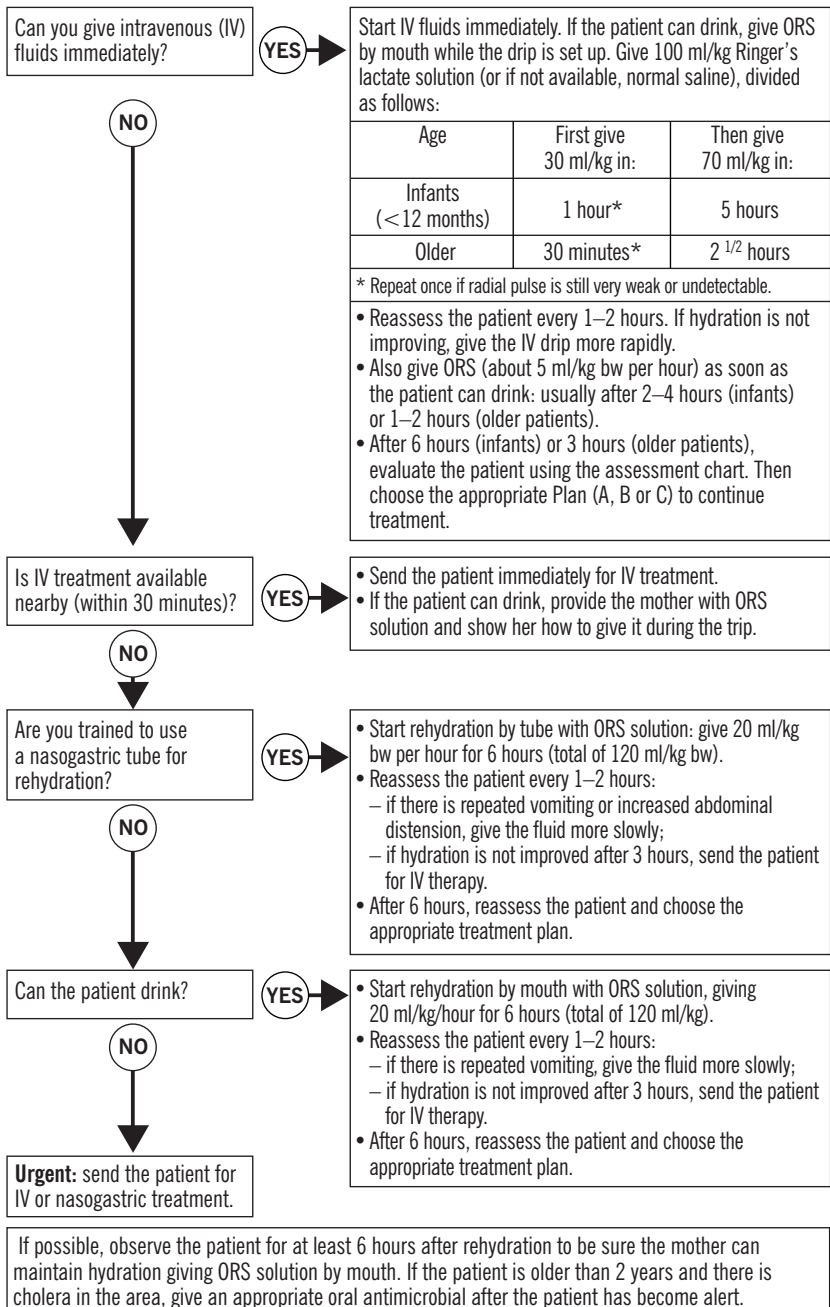 Can you give intravenous (IV)
fluids immediately?
YES
Start IV fluids immediately. If the patient can drink, give ORS
by mouth while the drip is set up. Give 100 ml/kg Ringer's
lactate solution (or if not available, normal saline), divided
as follows:
Age
First give
30 ml/kg in:
Then give
70 ml/kg in:
Infants
(<12 months)
1 hour*
5 hours
Older
30 minutes*
2 1/2 hours
* Repeat once if radial pulse is still very weak or undetectable.
• Reassess the patient every 1–2 hours. If hydration is not
improving, give the IV drip more rapidly.
• Also give ORS (about 5 ml/kg bw per hour) as soon as
the patient can drink: usually after 2–4 hours (infants)
or 1–2 hours (older patients).
• After 6 hours (infants) or 3 hours (older patients),
evaluate the patient using the assessment chart. Then
choose the appropriate Plan (A, B or C) to continue
treatment.
NO
Is IV treatment available
nearby (within 30 minutes)?
YES
• Send the patient immediately for IV treatment.
• If the patient can drink, provide the mother with ORS
solution and show her how to give it during the trip.
NO
Are you trained to use
a nasogastric tube for
rehydration?
YES
• Start rehydration by tube with ORS solution: give 20 ml/kg
bw per hour for 6 hours (total of 120 ml/kg bw).
• Reassess the patient every 1–2 hours:
– if there is repeated vomiting or increased abdominal
distension, give the fluid more slowly;
– if hydration is not improved after 3 hours, send the patient
for IV therapy.
• After 6 hours, reassess the patient and choose the
appropriate treatment plan.
NO
Can the patient drink?
YES
• Start rehydration by mouth with ORS solution, giving
20 ml/kg/hour for 6 hours (total of 120 ml/kg).
• Reassess the patient every 1–2 hours:
– if there is repeated vomiting, give the fluid more slowly;
– if hydration is not improved after 3 hours, send the patient
for IV therapy.
• After 6 hours, reassess the patient and choose the
appropriate treatment plan.
NO
Urgent: send the patient for
IV or nasogastric treatment.
If possible, observe the patient for at least 6 hours after rehydration to be sure the mother can
maintain hydration giving ORS solution by mouth. If the patient is older than 2 years and there is
cholera in the area, give an appropriate oral antimicrobial after the patient has become alert.